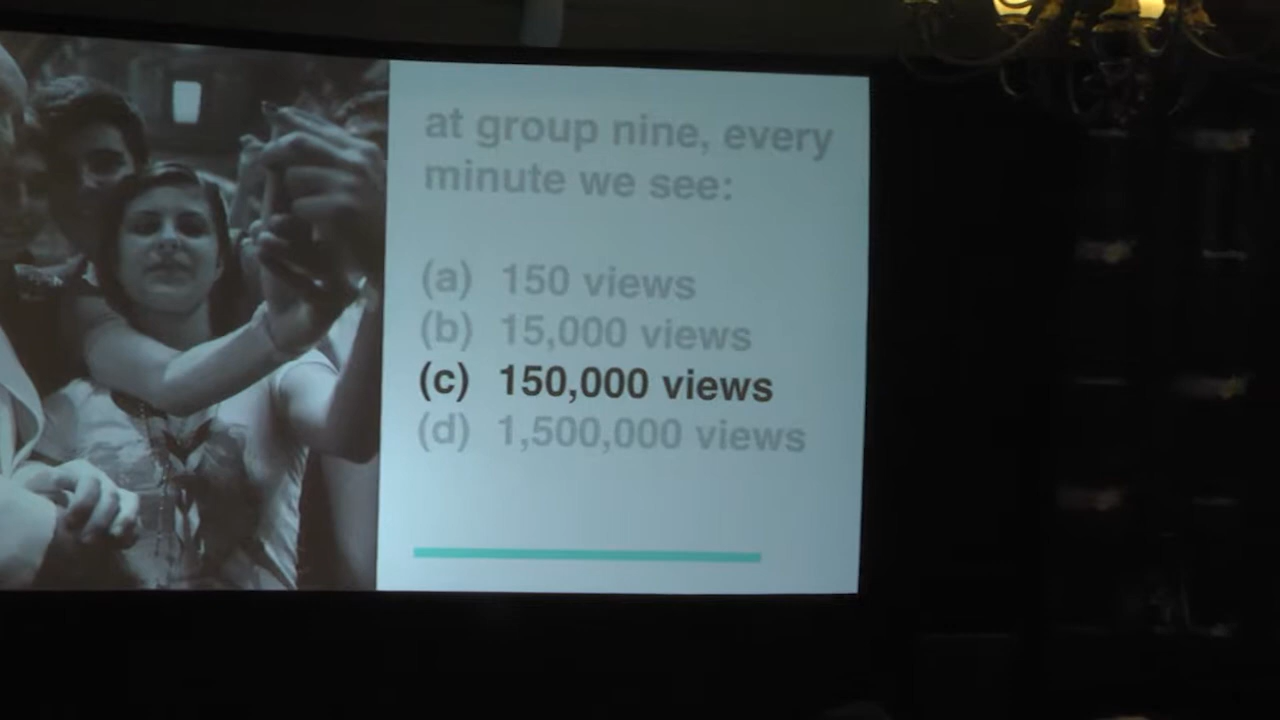 at group nine, every
minute we see:
(a) 150 views
(b) 15,000 views
(c) 150,000 views
(d) 1,500,000 views